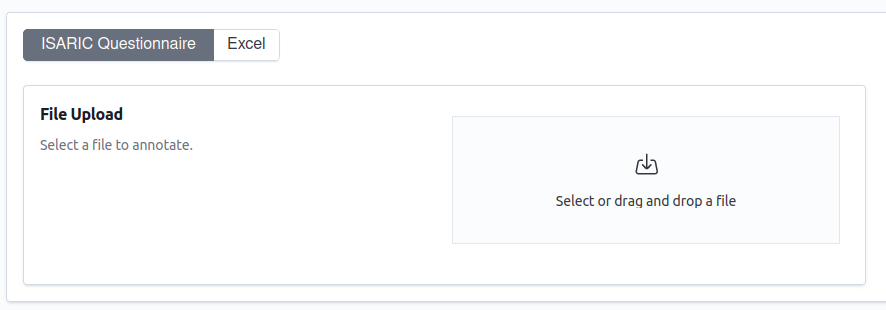 ISARIC Questionnaire Excel
File Upload
Select a file to annotate.
Select or drag and drop a file